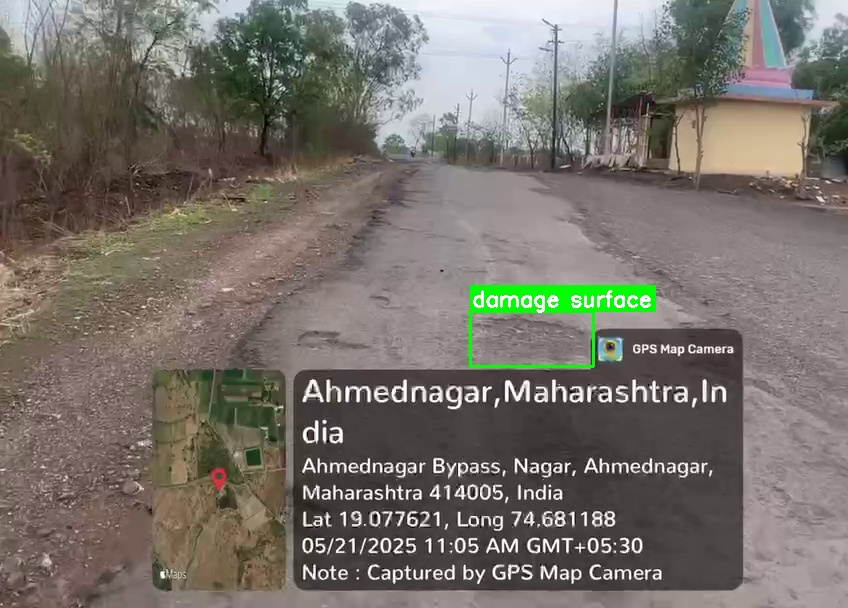 damage surface
GPS Map Camera
Ahmednagar,Maharashtra,In
dia
Ahmednagar Bypass, Nagar, Ahmednagar,
Maharashtra 414005, India
Lat 19.077621, Long 74.681188
05/21/2025 11:05 AM GMT+05:30
Note : Captured by GPS Map Camera
Maps